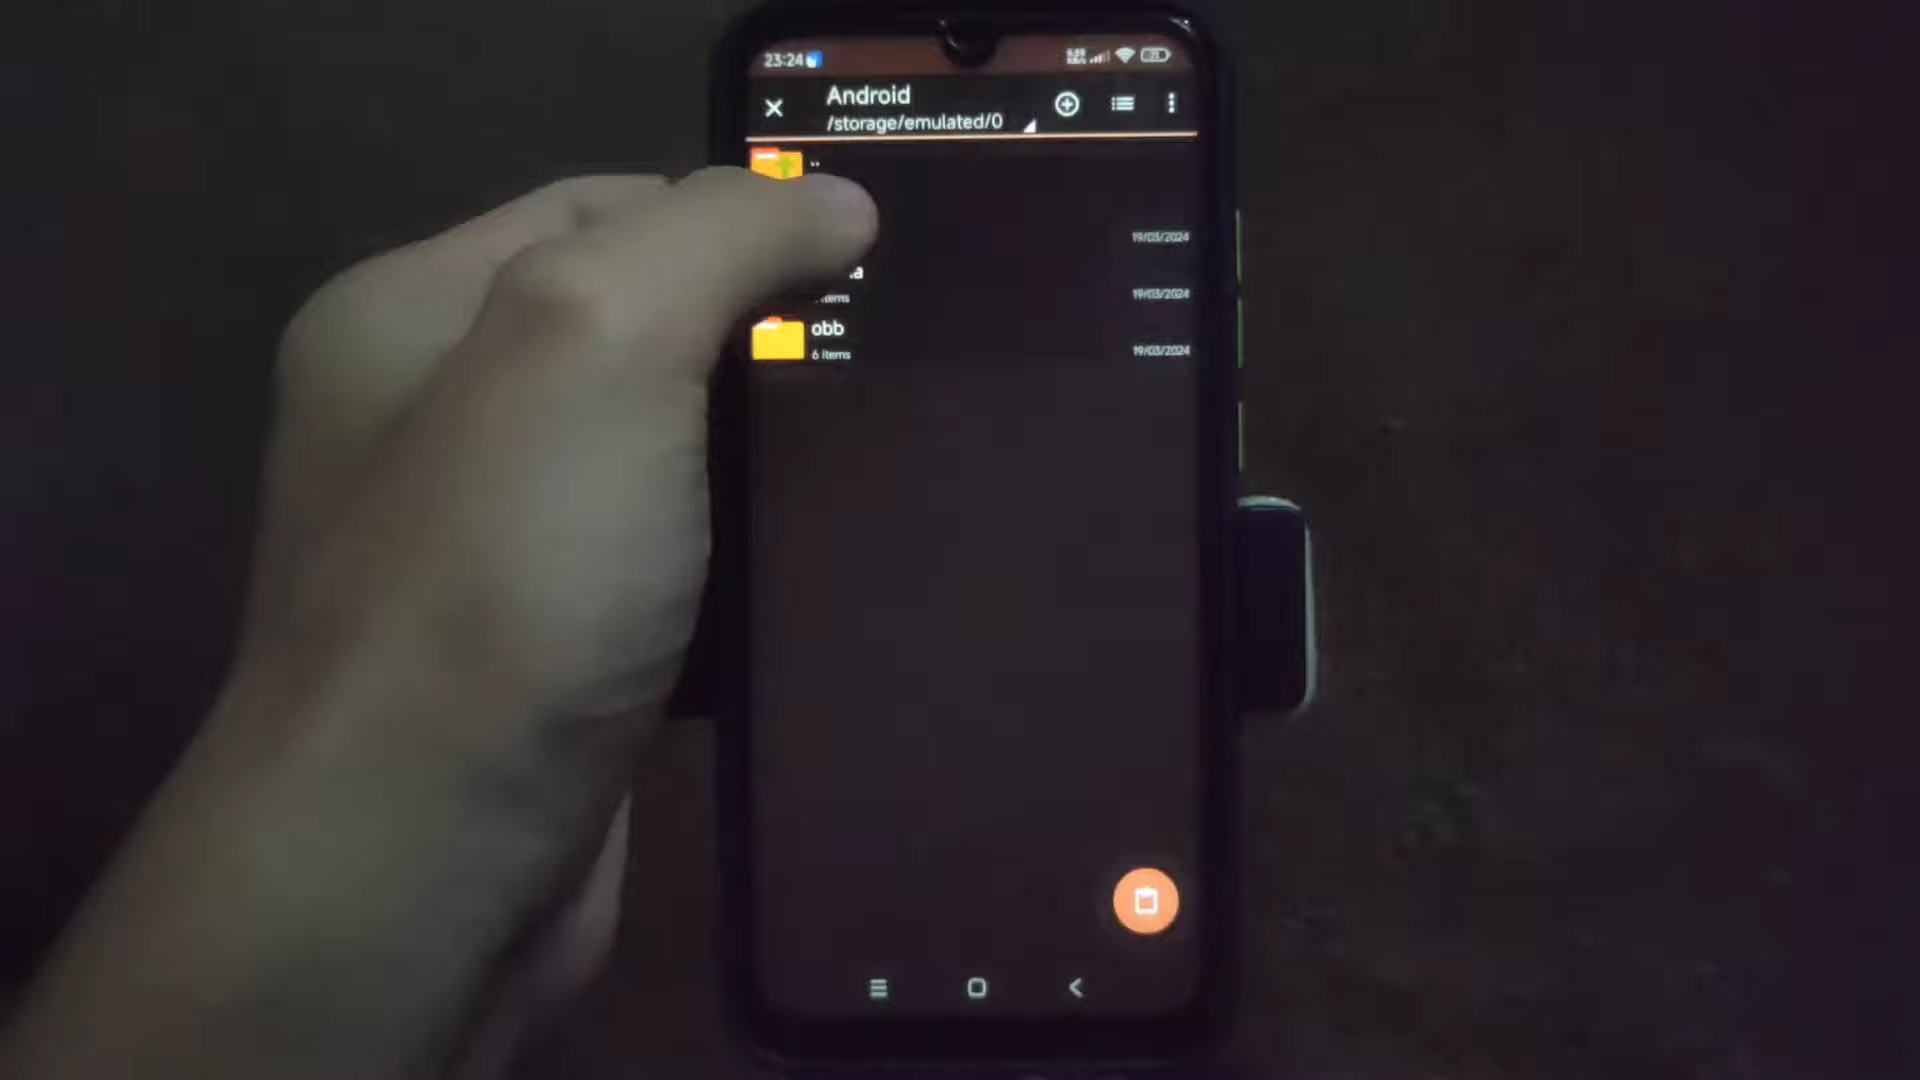 23:24
Android
/storage/emulated/0
..
19/03/2024
19/03/2024
obb
6 items
19/03/2024